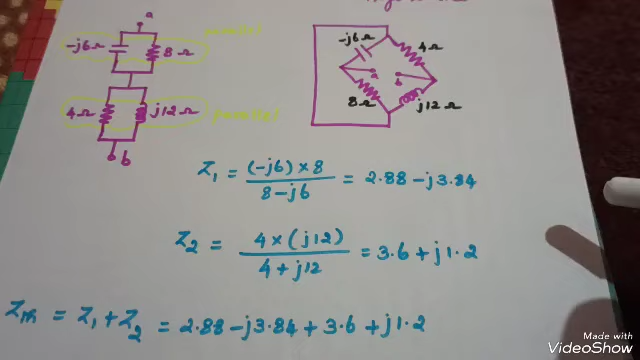 a
-j6Ω
8Ω
parallel
4Ω
j12Ω
parallel
b
-j6Ω
4Ω
a
b
8Ω
j12Ω
Z₁ = (-j6) × 8 / 8-j6 = 2.88 - j3.84
Z₂ = 4 × (j12) / 4 + j12 = 3.6 + j1.2
Zₜₕ = Z₁ + Z₂ = 2.88 - j3.84 + 3.6 + j1.2
Made with
VideoShow